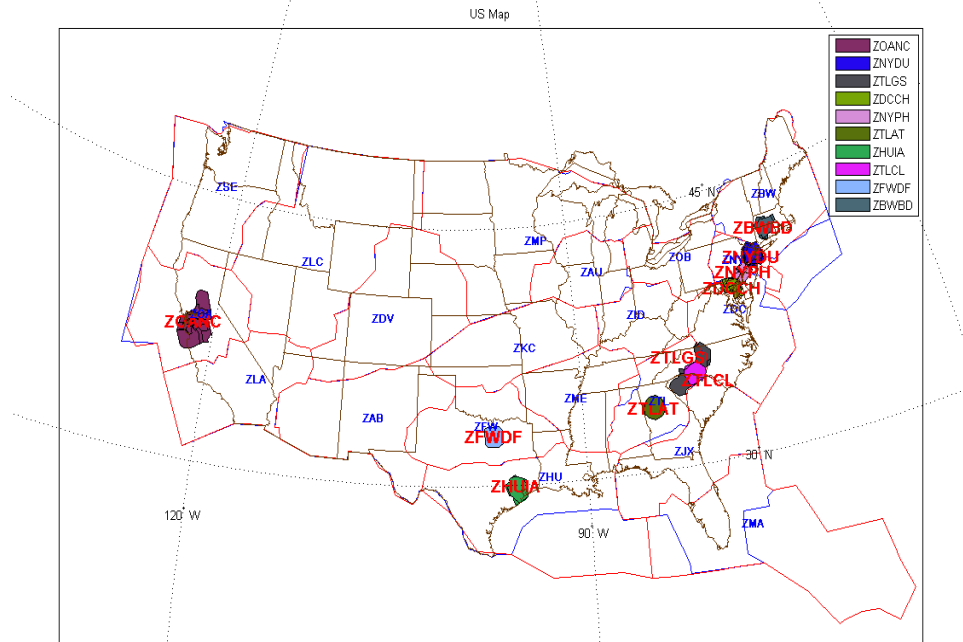 US Map
ZOANC
ZNYDU
ZTLGS
ZDCCH
ZNYPH
ZTLAT
ZHUIA
ZTLCL
ZFWDF
ZBWBD
45° N
ZSE
ZBW
ZBWBD
ZMP
ZOB
ZNYDU
ZLC
ZAU
ZNYPH
ZDCCH
ZDC
ZOANC
ZDV
ZID
ZKC
ZTLGS
ZLA
ZTLCL
ZME
ZTL
ZTLAT
ZAB
ZFW
ZFWDF
ZJX
30° N
ZHU
ZHUIA
120° W
90° W
ZMA